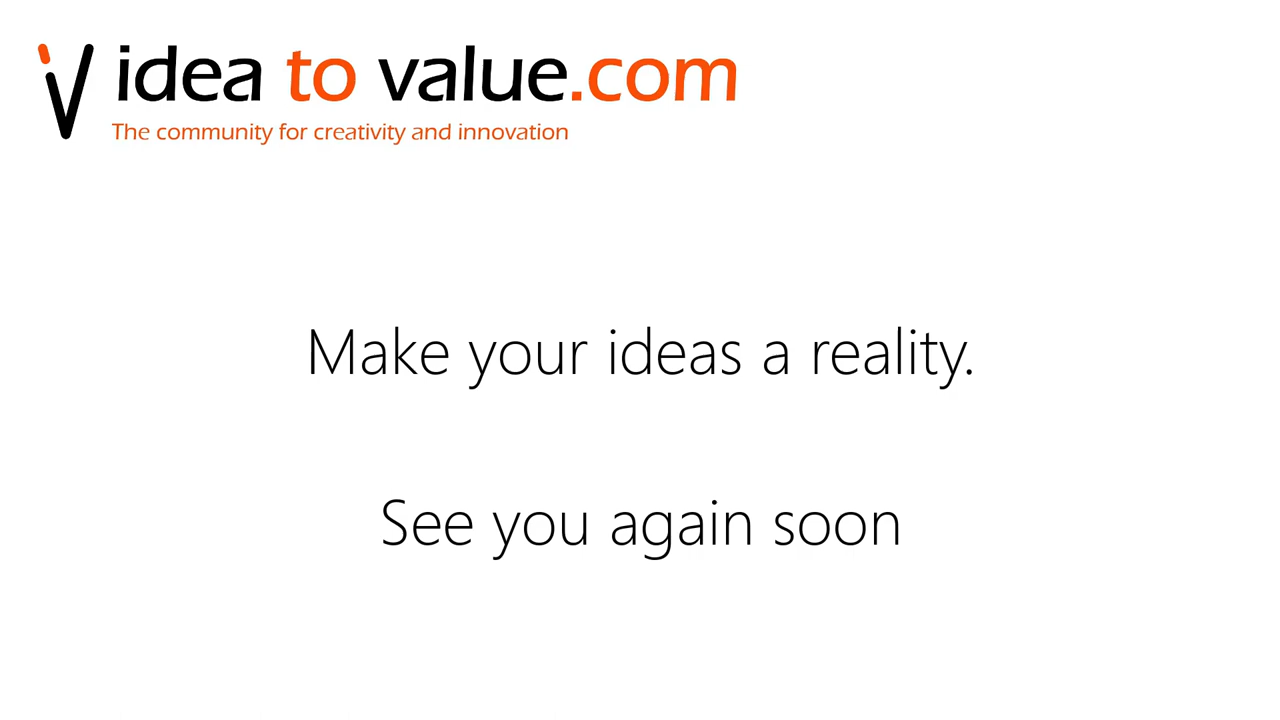 idea to value.com
The community for creativity and innovation
Make your ideas a reality.
See you again soon